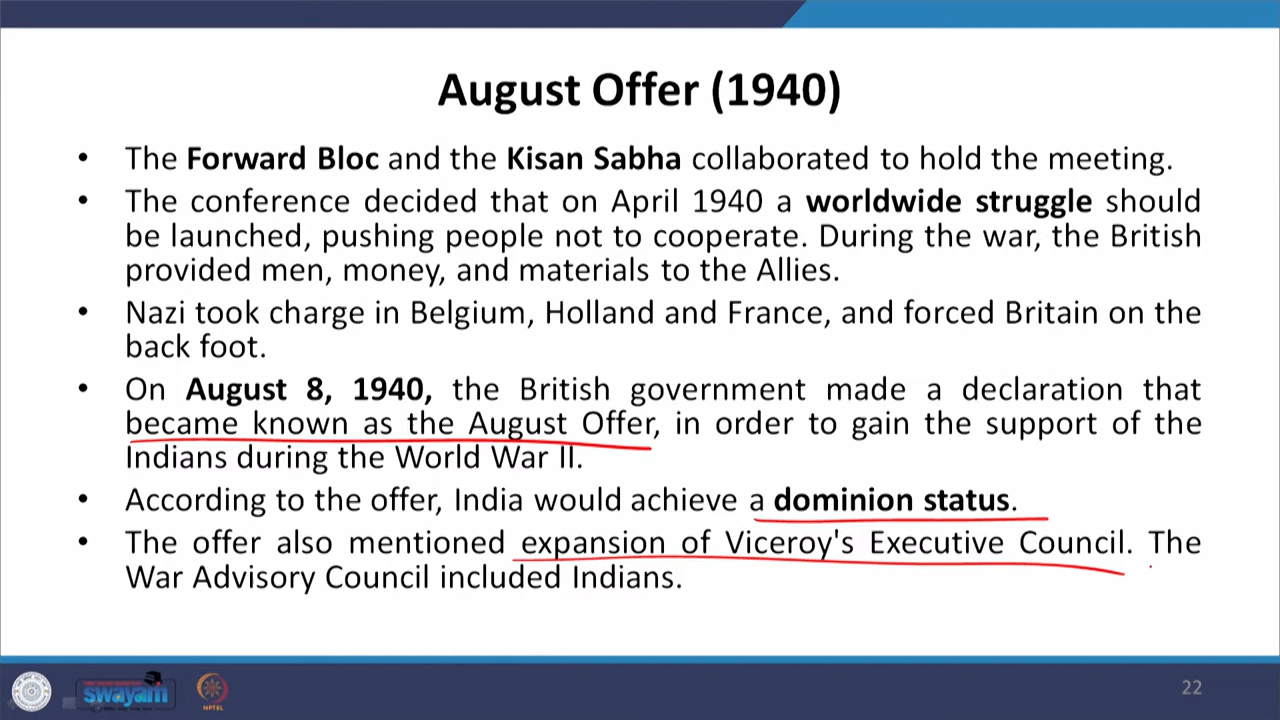 August Offer (1940)
• The Forward Bloc and the Kisan Sabha collaborated to hold the meeting.
• The conference decided that on April 1940 a worldwide struggle should
be launched, pushing people not to cooperate. During the war, the British
provided men, money, and materials to the Allies.
• Nazi took charge in Belgium, Holland and France, and forced Britain on the
back foot.
• On August 8, 1940, the British government made a declaration that
became known as the August Offer, in order to gain the support of the
Indians during the World War II.
• According to the offer, India would achieve a dominion status.
• The offer also mentioned expansion of Viceroy's Executive Council. The
War Advisory Council included Indians.
swayam
NPTEL
22